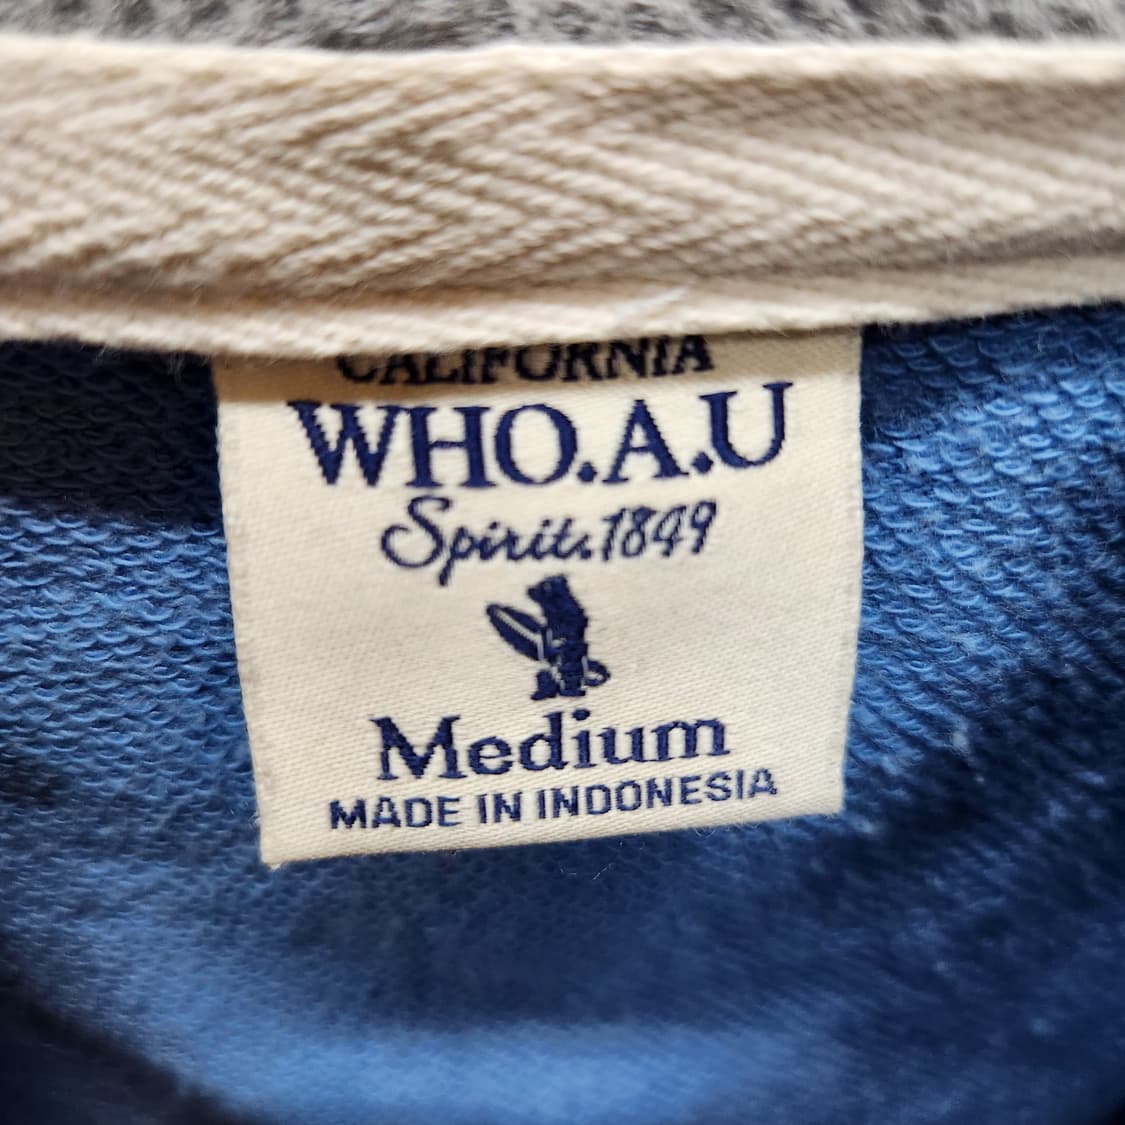 CALIFORNIA
WHO.A.U
Spirit.1849
Medium
MADE IN INDONESIA